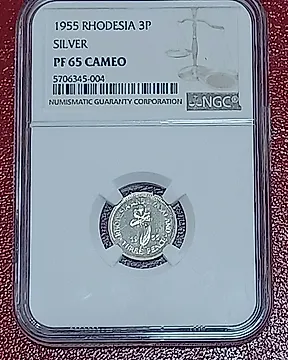 1955 RHODESIA 3P
SILVER
PF 65 CAMEO
5706345-004
NUMISMATIC GUARANTY CORPORATION
NGC